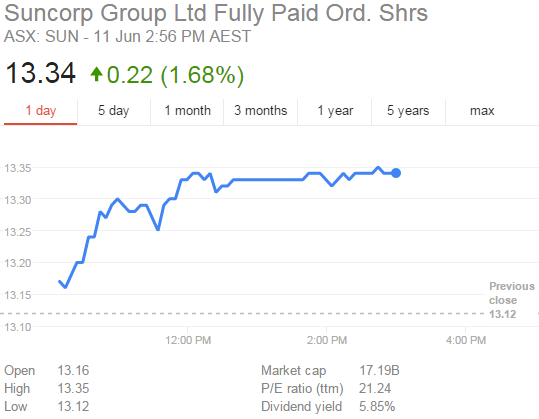 Suncorp Group Ltd Fully Paid Ord. Shrs
ASX: SUN - 11 Jun 2:56 PM AEST
13.34 0.22 (1.68%)
1 day 5 day 1 month 3 months 1 year 5 years max
13.35
13.30
13.25
13.20
13.15
Previous
close
13.12
13.10
12:00 PM 2:00 PM 4:00 PM
Open 13.16 Market cap 17.19B
High 13.35 P/E ratio (ttm) 21.24
Low 13.12 Dividend yield 5.85%